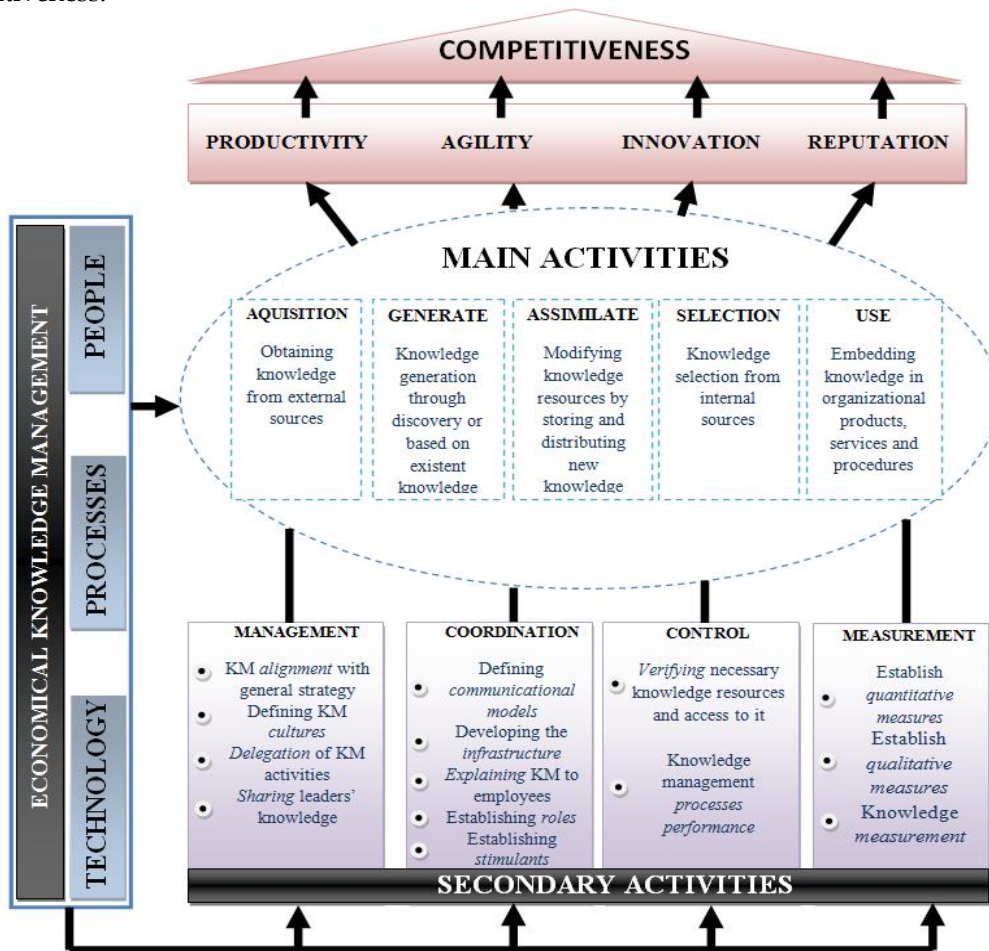 itiveness.
COMPETITIVENESS
PRODUCTIVITY
AGILITY
INNOVATION
REPUTATION
ECONOMICAL KNOWLEDGE MANAGEMENT
PEOPLE
PROCESSES
TECHNOLOGY
MAIN ACTIVITIES
AQUISITION
Obtaining
knowledge
from external
sources
GENERATE
Knowledge
generation
through
discovery or
based on
existent
knowledge
ASSIMILATE
Modifying
knowledge
resources by
storing and
distributing
new
knowledge
SELECTION
Knowledge
selection from
internal
sources
USE
Embedding
knowledge in
organizational
products,
services and
procedures
MANAGEMENT
KM alignment with
general strategy
Defining KM
cultures
Delegation of KM
activities
Sharing leaders'
knowledge
COORDINATION
Defining
communicational
models
Developing the
infrastructure
Explaining KM to
employees
Establishing roles
Establishing
stimulants
CONTROL
Verifying necessary
knowledge resources
and access to it
Knowledge
management
processes
performance
MEASUREMENT
Establish
quantitative
measures
Establish
qualitative
measures
Knowledge
measurement
SECONDARY ACTIVITIES